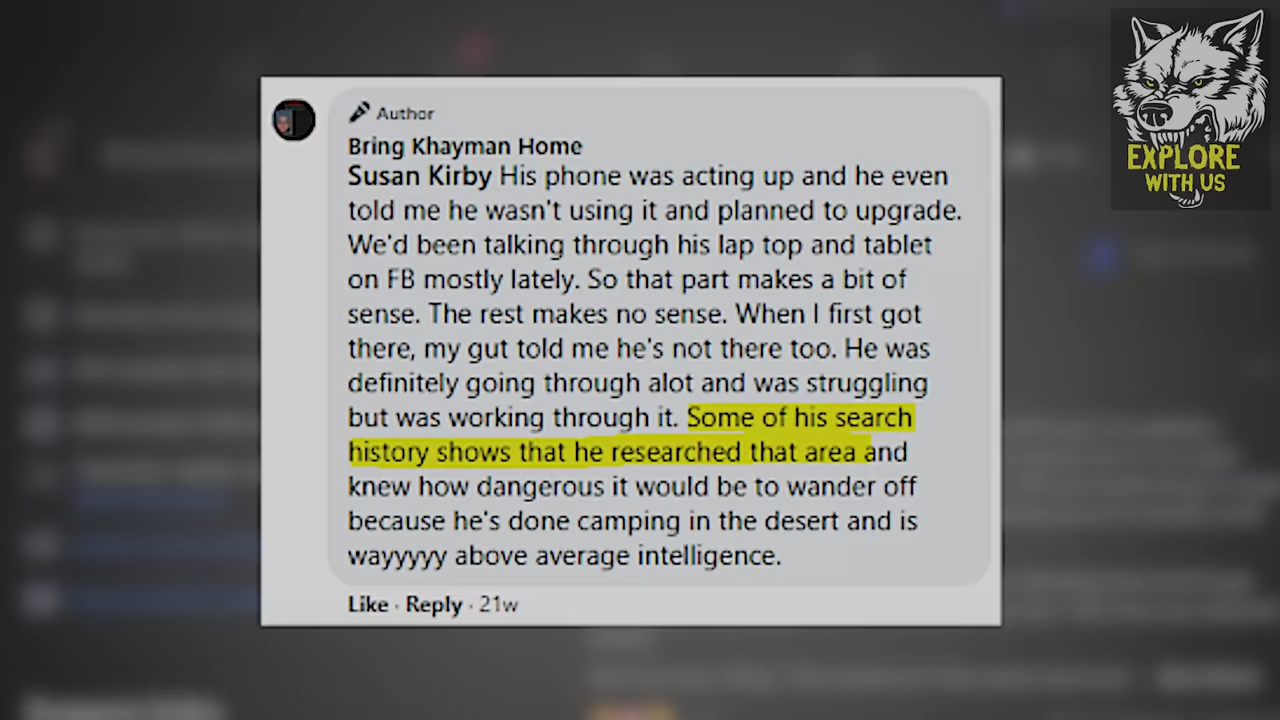 Author
Bring Khayman Home
Susan Kirby His phone was acting up and he even
told me he wasn't using it and planned to upgrade.
We'd been talking through his lap top and tablet
on FB mostly lately. So that part makes a bit of
sense. The rest makes no sense. When I first got
there, my gut told me he's not there too. He was
definitely going through alot and was struggling
but was working through it. Some of his search
history shows that he researched that area and
knew how dangerous it would be to wander off
because he's done camping in the desert and is
wayyyyy above average intelligence.
Like · Reply · 21w
EXPLORE
WITH US